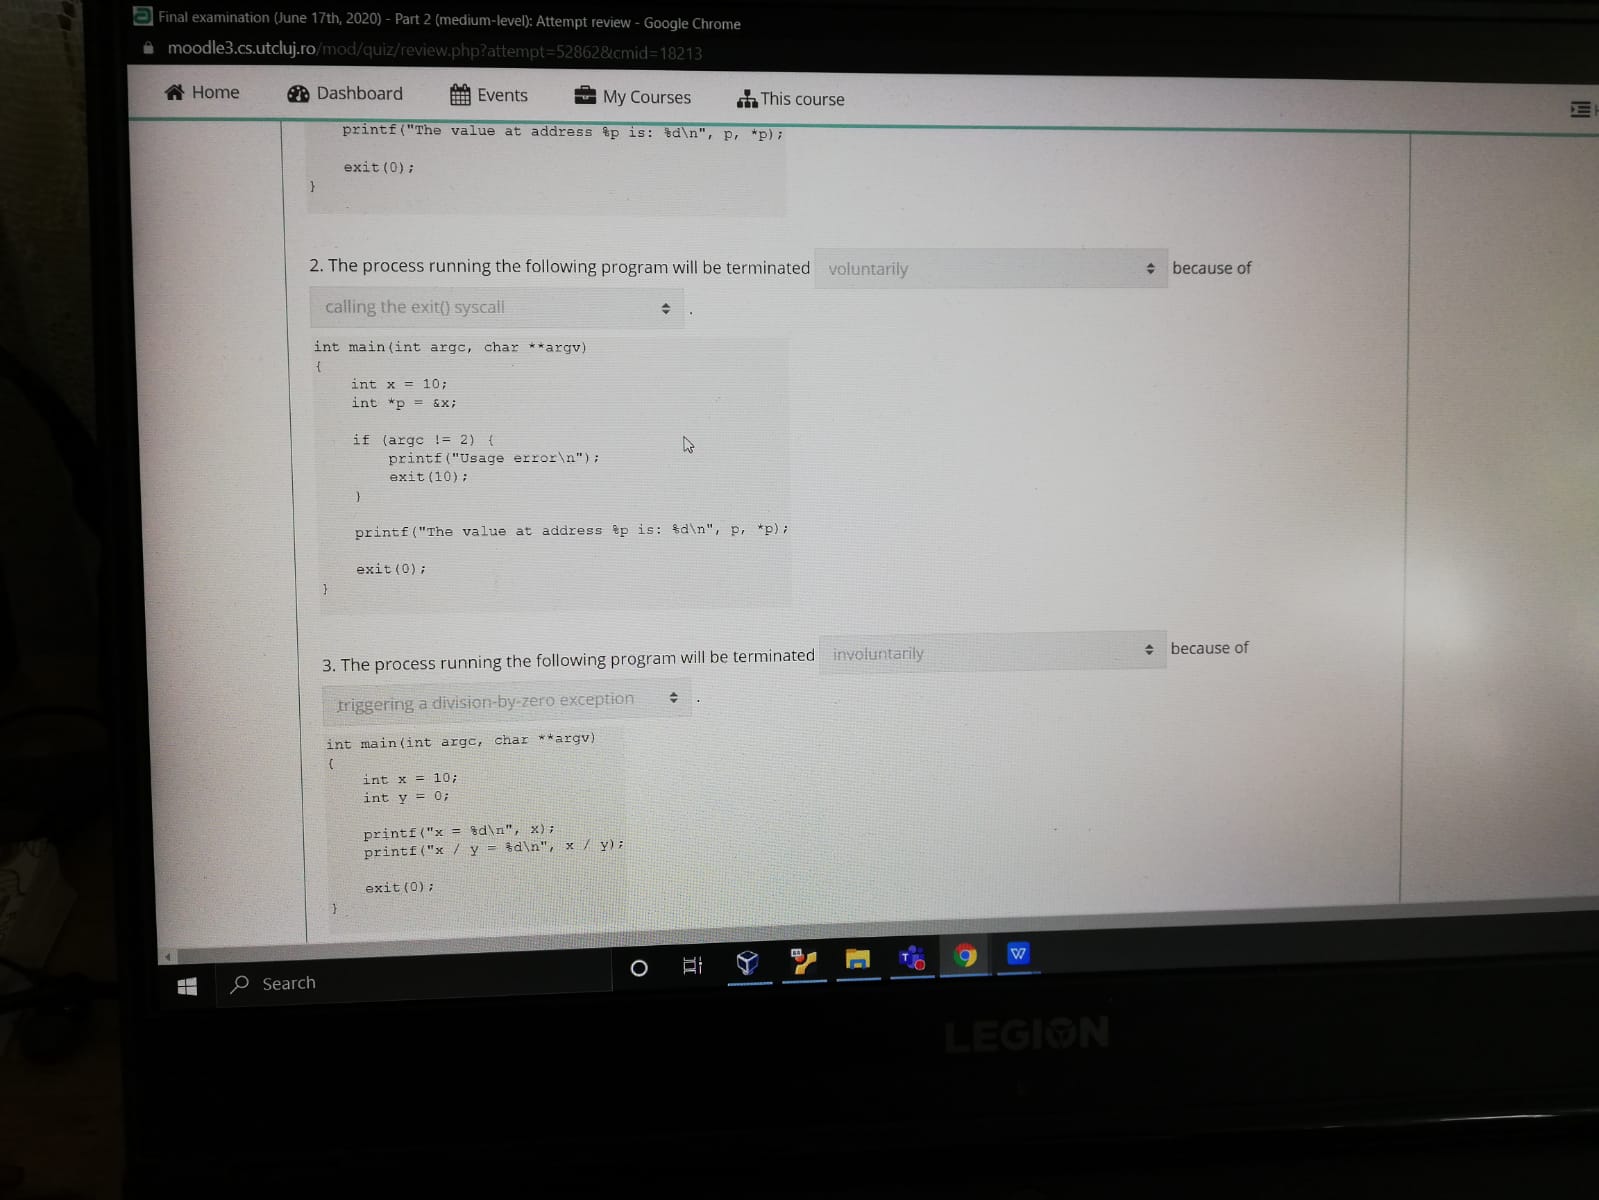 Final examination (June 17th, 2020) - Part 2 (medium-level): Attempt review - Google Chrome
moodle3.cs.utcluj.ro/mod/quiz/review.php?attempt=52862&cmid=18213
Home Dashboard Events My Courses This course
printf("The value at address %p is: %d\n", p, *p);
exit(0);
}
2. The process running the following program will be terminated voluntarily because of
calling the exit() syscall .
int main(int argc, char **argv)
{
int x = 10;
int *p = &x;
if (argc != 2) {
printf("Usage error\n");
exit(10);
}
printf("The value at address %p is: %d\n", p, *p);
exit(0);
}
3. The process running the following program will be terminated involuntarily because of
triggering a division-by-zero exception .
int main(int argc, char **argv)
{
int x = 10;
int y = 0;
printf("x = %d\n", x);
printf("x / y = %d\n", x / y);
exit(0);
}
Search
LEGION